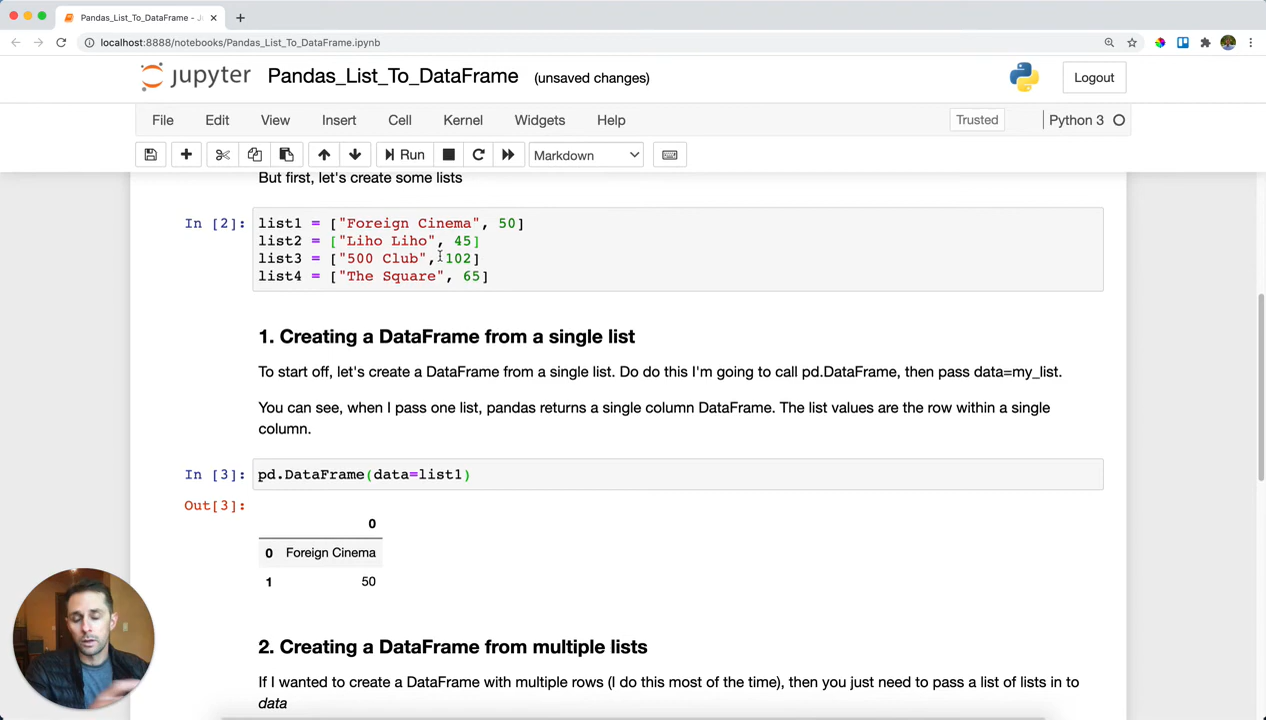 Pandas_List_To_DataFrame - J
localhost:8888/notebooks/Pandas_List_To_DataFrame.ipynb
jupyter Pandas_List_To_DataFrame (unsaved changes) Logout
File Edit View Insert Cell Kernel Widgets Help Trusted Python 3
Run Markdown
But first, let's create some lists
In [2]: list1 = ["Foreign Cinema", 50]
list2 = ["Liho Liho", 45]
list3 = ["500 Club", 102]
list4 = ["The Square", 65]
1. Creating a DataFrame from a single list
To start off, let's create a DataFrame from a single list. Do do this I'm going to call pd.DataFrame, then pass data=my_list.
You can see, when I pass one list, pandas returns a single column DataFrame. The list values are the row within a single
column.
In [3]: pd.DataFrame(data=list1)
Out[3]:
0
0 Foreign Cinema
1 50
2. Creating a DataFrame from multiple lists
If I wanted to create a DataFrame with multiple rows (I do this most of the time), then you just need to pass a list of lists in to
data